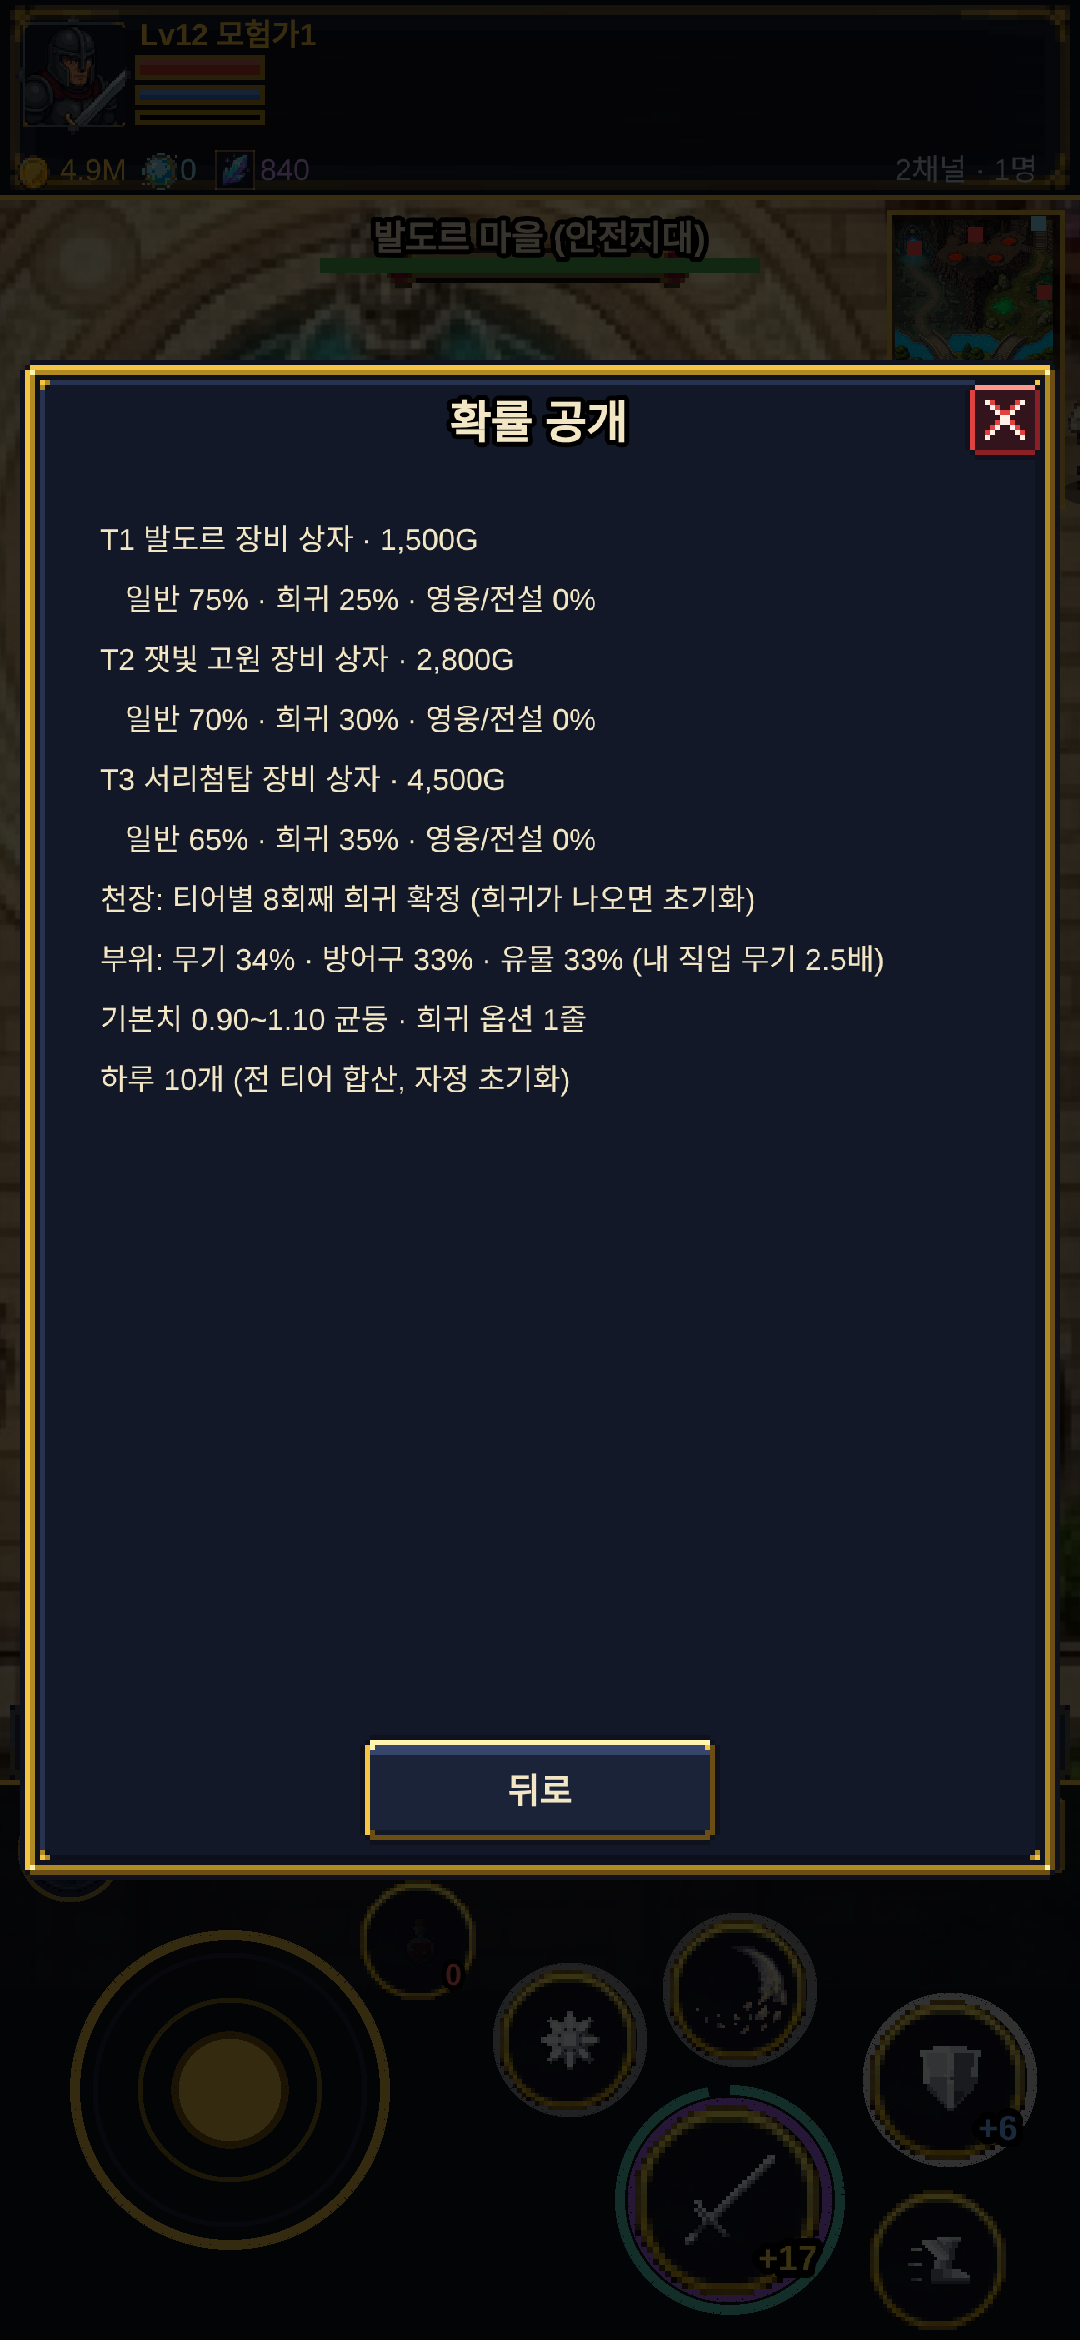 Lv12 모험가1
4.9M 0 840 2채널 · 1명
발도르 마을 (안전지대)
확률 공개
T1 발도르 장비 상자 · 1,500G
일반 75% · 희귀 25% · 영웅/전설 0%
T2 잿빛 고원 장비 상자 · 2,800G
일반 70% · 희귀 30% · 영웅/전설 0%
T3 서리첨탑 장비 상자 · 4,500G
일반 65% · 희귀 35% · 영웅/전설 0%
천장: 티어별 8회째 희귀 확정 (희귀가 나오면 초기화)
부위: 무기 34% · 방어구 33% · 유물 33% (내 직업 무기 2.5배)
기본치 0.90~1.10 균등 · 희귀 옵션 1줄
하루 10개 (전 티어 합산, 자정 초기화)
뒤로
0
+6
+17